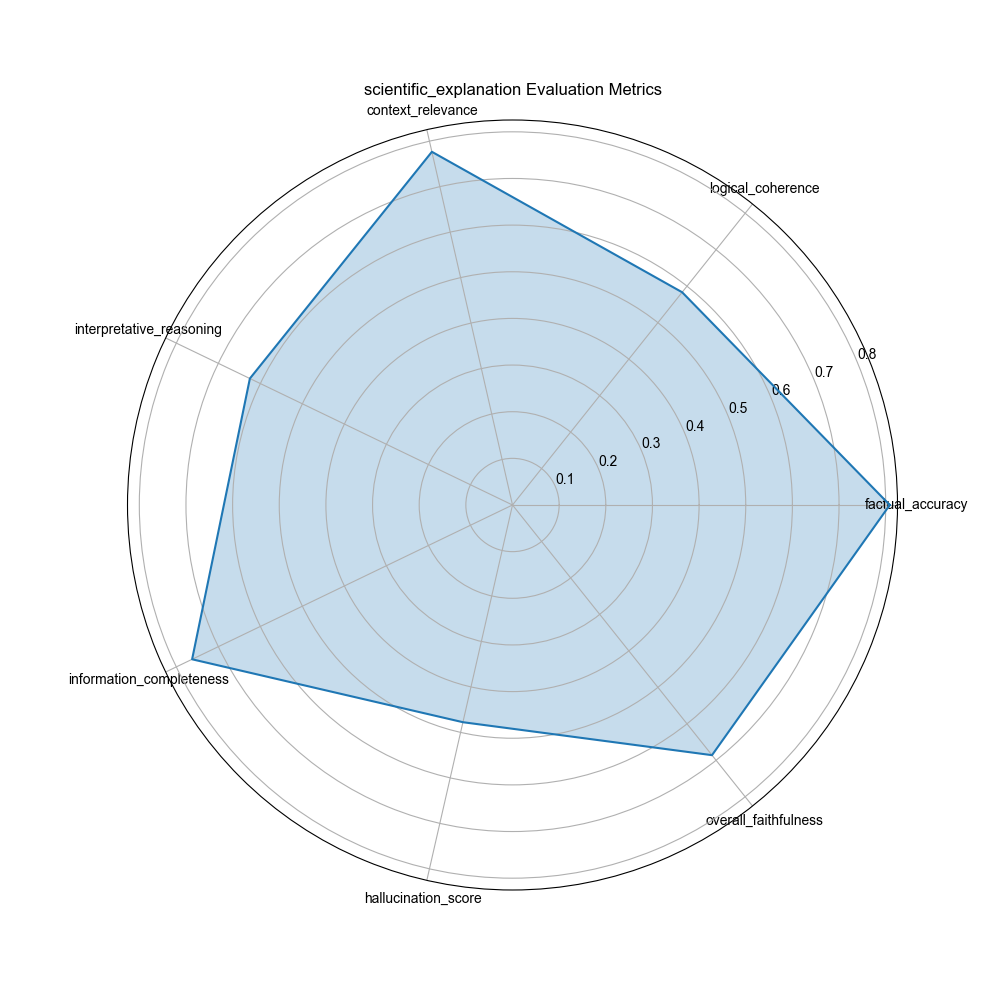 scientific_explanation Evaluation Metrics
context_relevance
logical_coherence
interpretative_reasoning
0.8
0.7
0.6
0.5
0.4
0.3
0.2
0.1
factual_accuracy
information_completeness
overall_faithfulness
hallucination_score